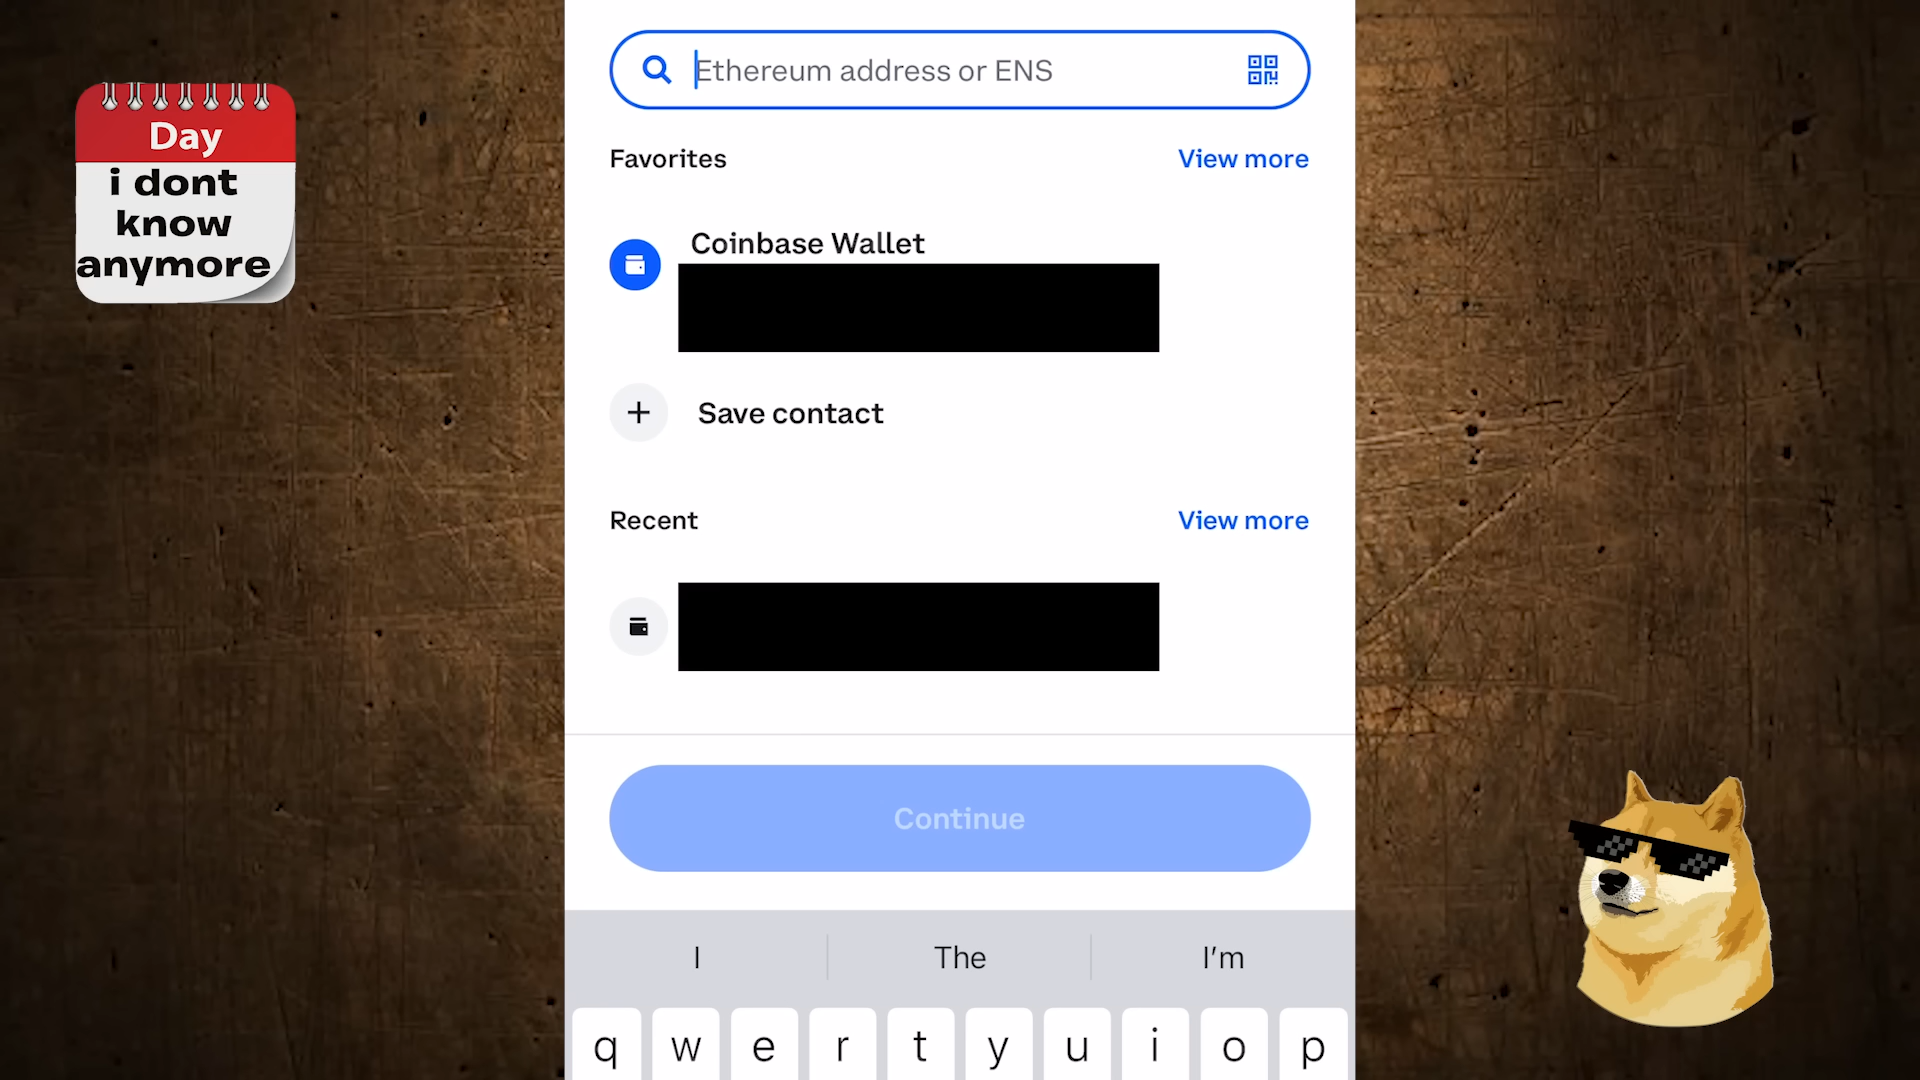 Day
i dont
know
anymore
Ethereum address or ENS
Favorites View more
Coinbase Wallet
Save contact
Recent View more
Continue
I The I'm
q w e r t y u i o p